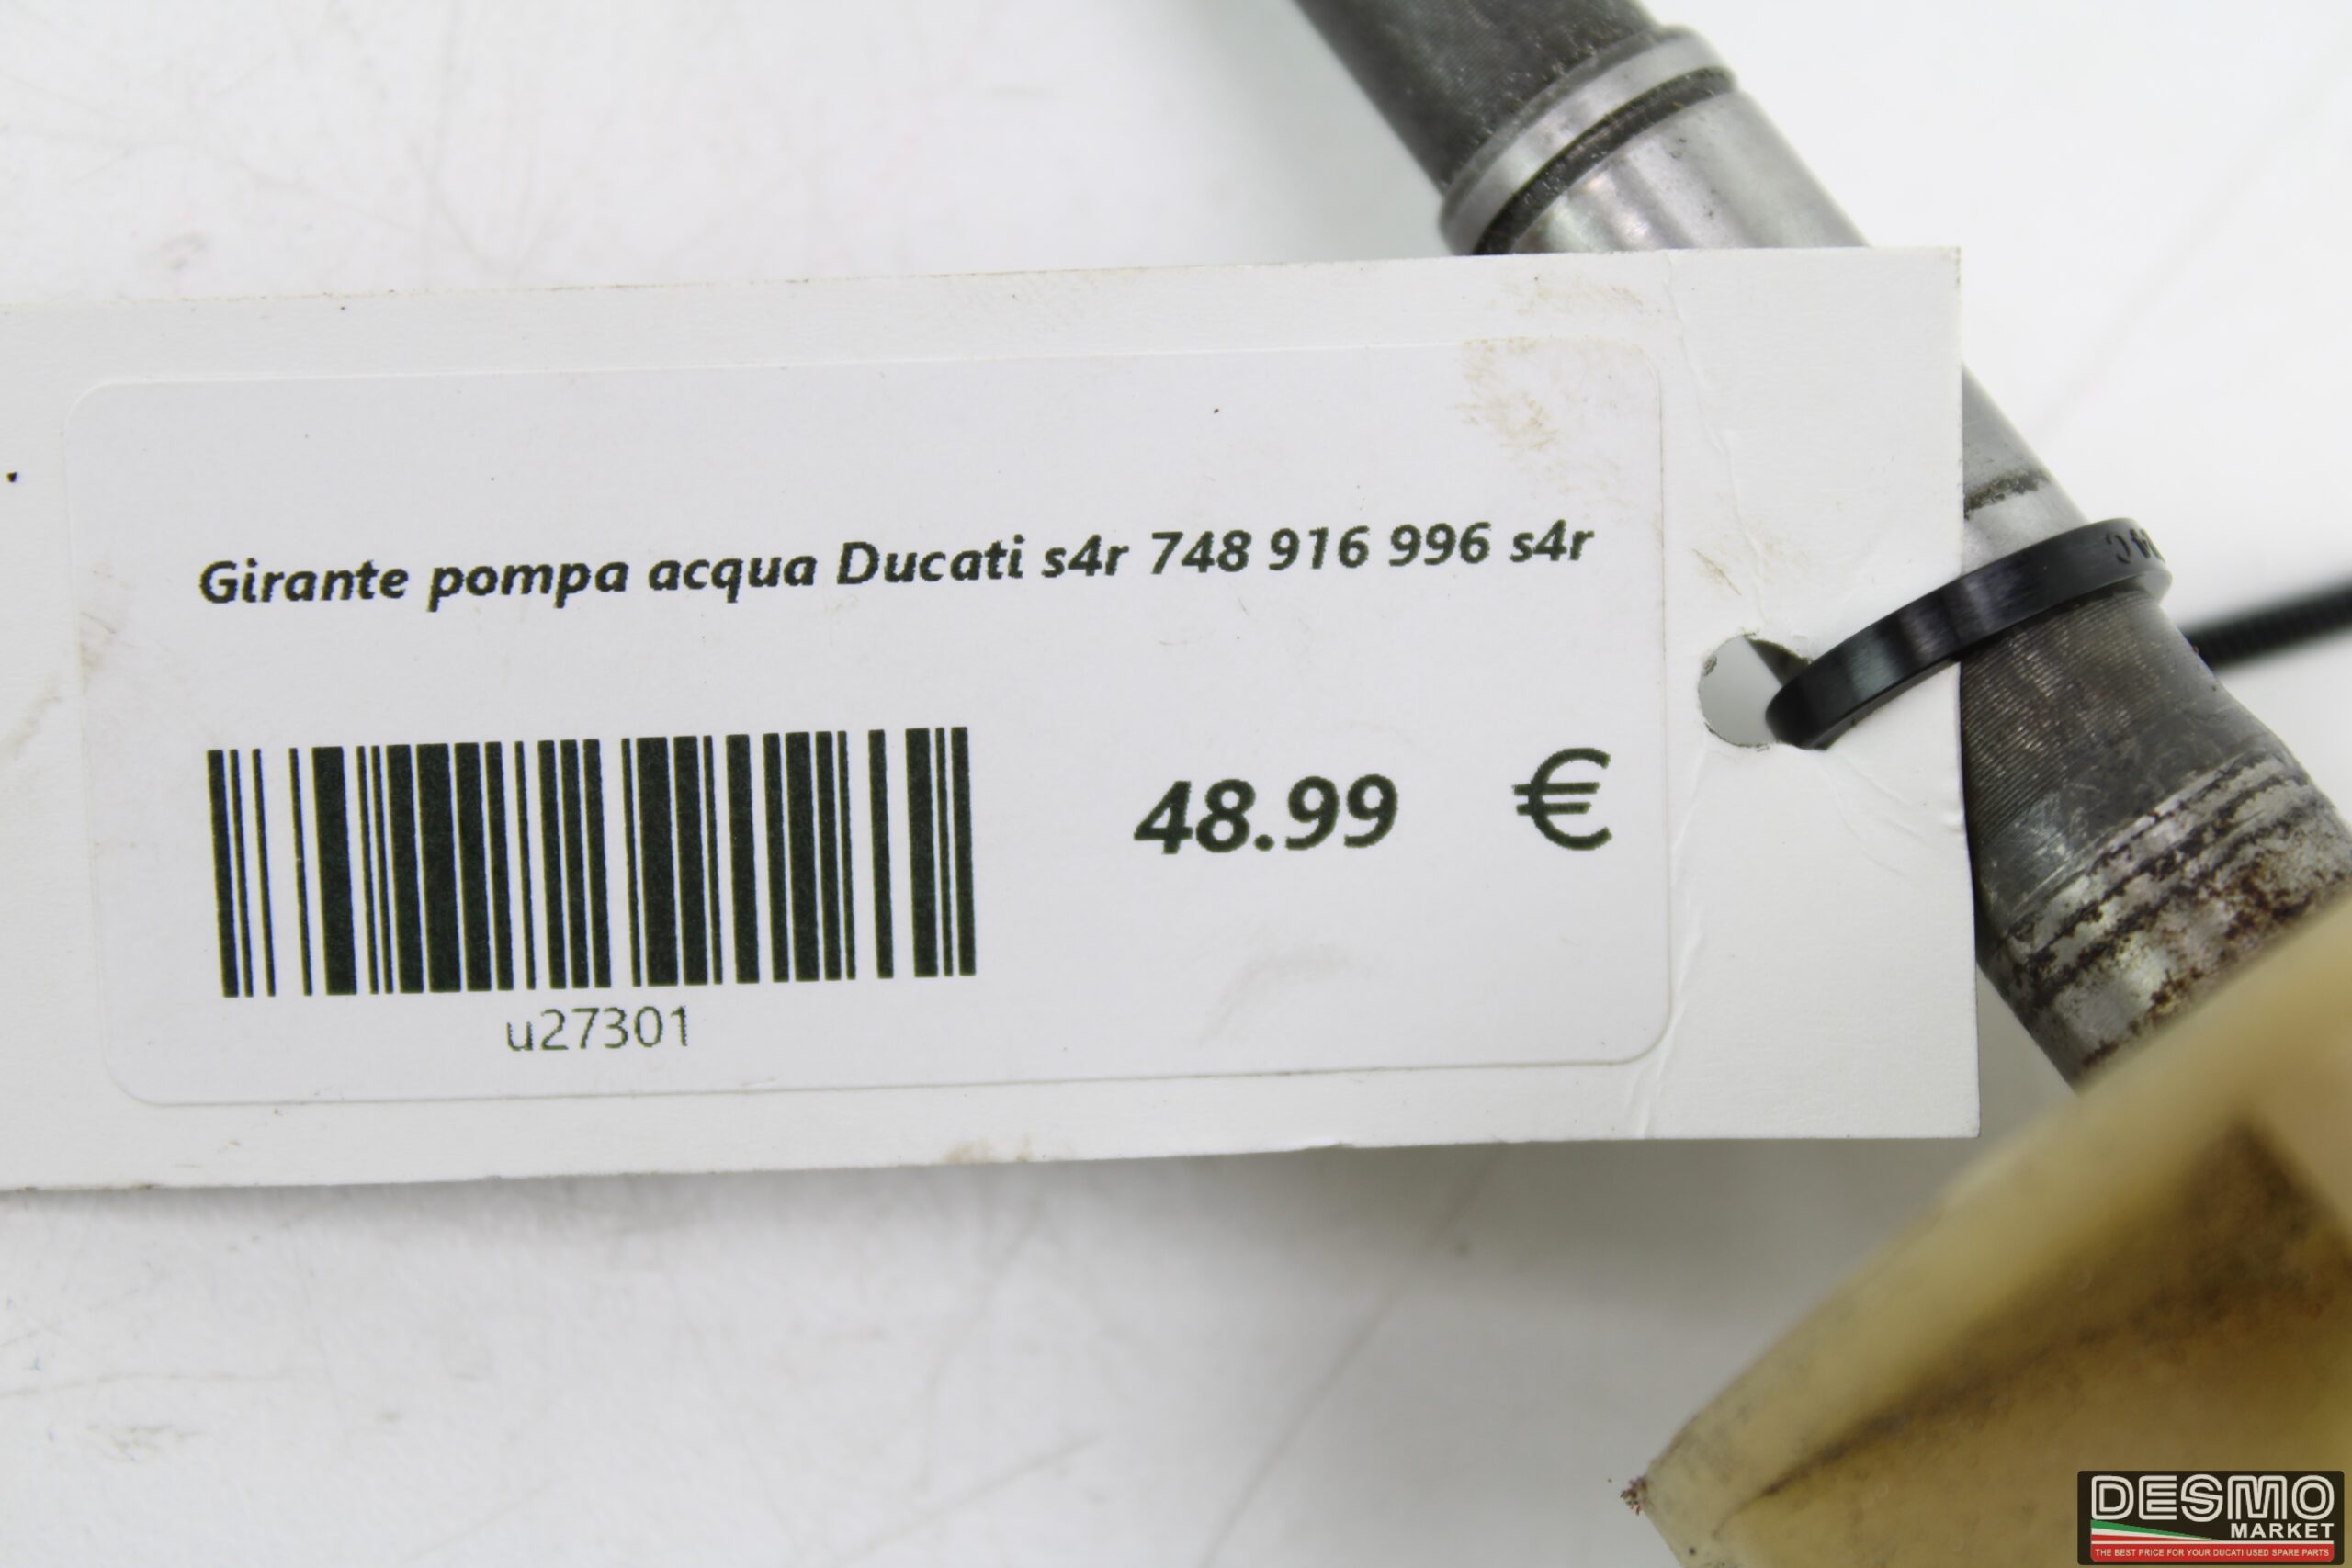 Girante pompa acqua Ducati s4r 748 916 996 s4r
48.99 €
u27301
DESMO
MARKET
THE BEST PRICE FOR YOUR DUCATI USED SPARE PARTS